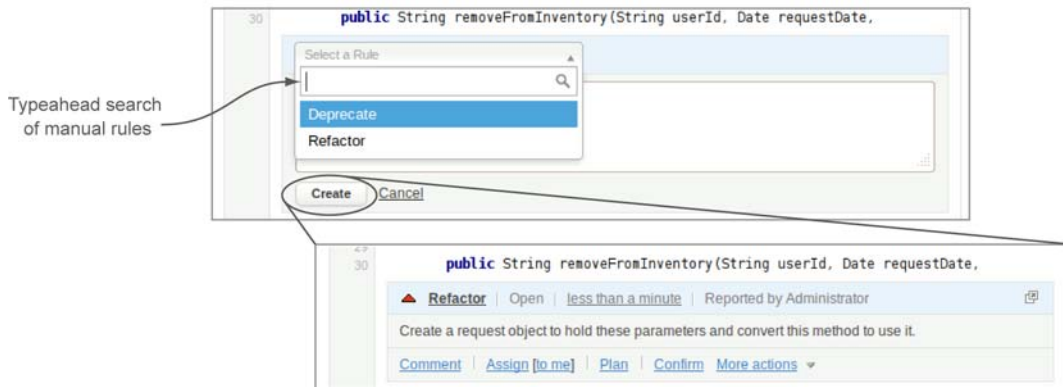 30 public String removeFromInventory(String userId, Date requestDate,
Select a Rule
Typeahead search
of manual rules
Deprecate
Refactor
Create Cancel
29
30 public String removeFromInventory(String userId, Date requestDate,
Refactor | Open | less than a minute | Reported by Administrator
Create a request object to hold these parameters and convert this method to use it.
Comment | Assign [to me] | Plan | Confirm More actions